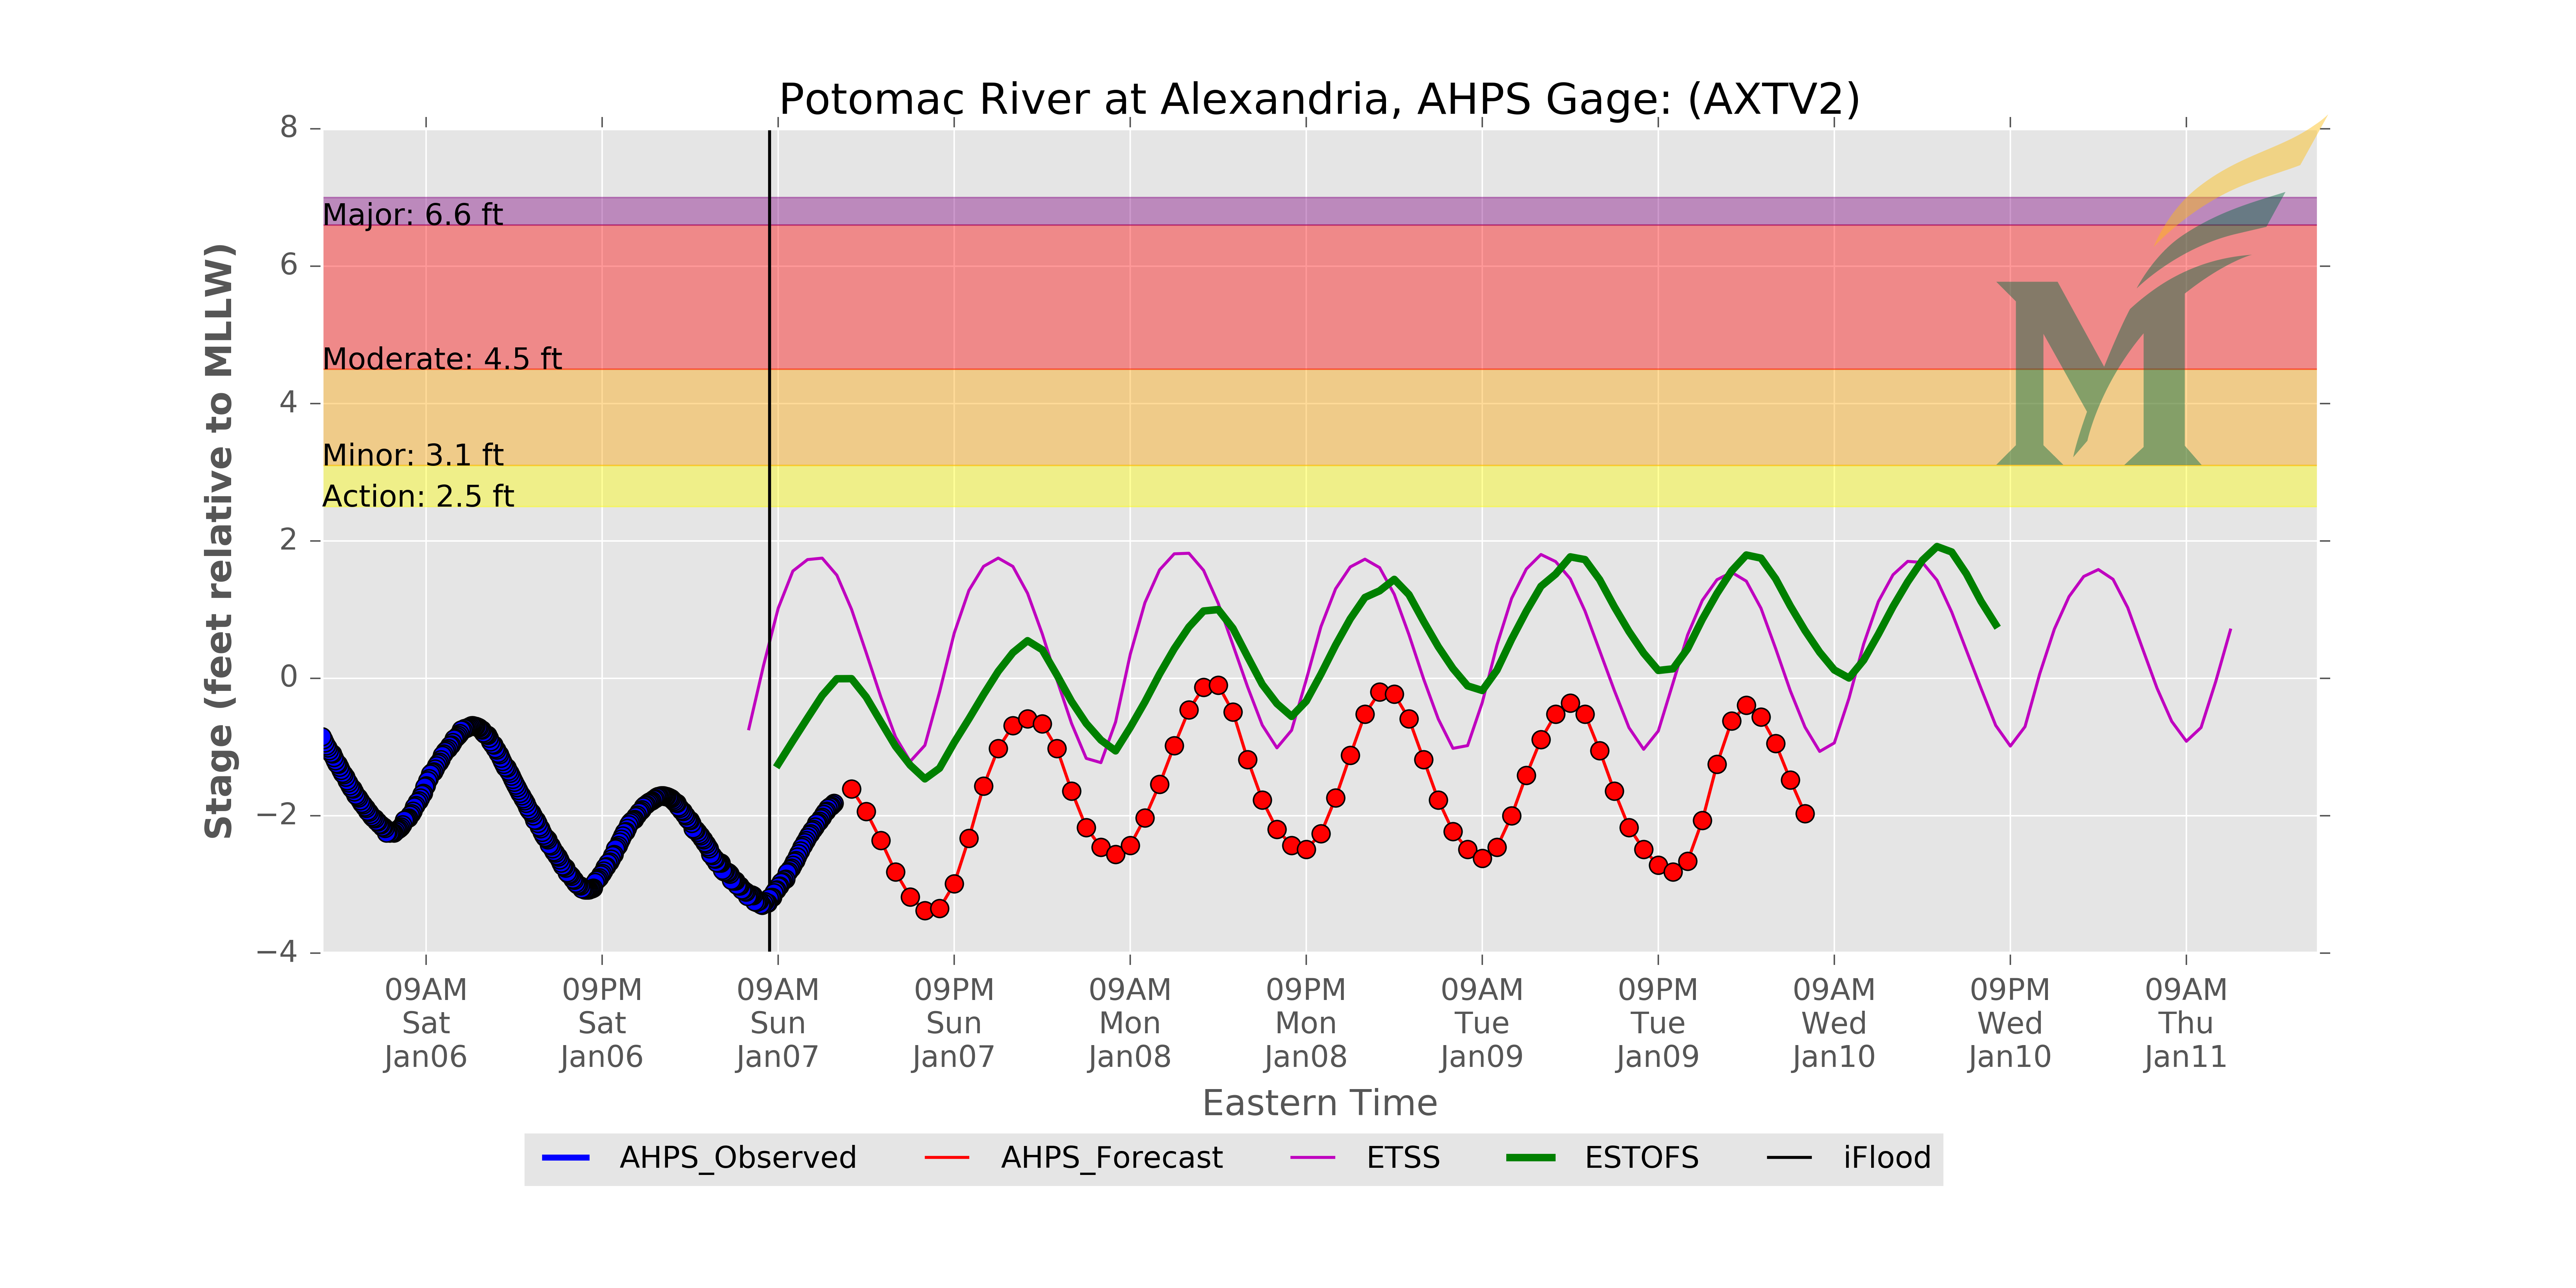 Potomac River at Alexandria, AHPS Gage: (AXTV2)
Stage (feet relative to MLLW)
8
6
4
2
0
−2
−4
Major: 6.6 ft
Moderate: 4.5 ft
Minor: 3.1 ft
Action: 2.5 ft
09AM 09PM 09AM 09PM 09AM 09PM 09AM 09PM 09AM 09PM 09AM
Sat Sat Sun Sun Mon Mon Tue Tue Wed Wed Thu
Jan06 Jan06 Jan07 Jan07 Jan08 Jan08 Jan09 Jan09 Jan10 Jan10 Jan11
Eastern Time
AHPS_Observed AHPS_Forecast ETSS ESTOFS iFlood